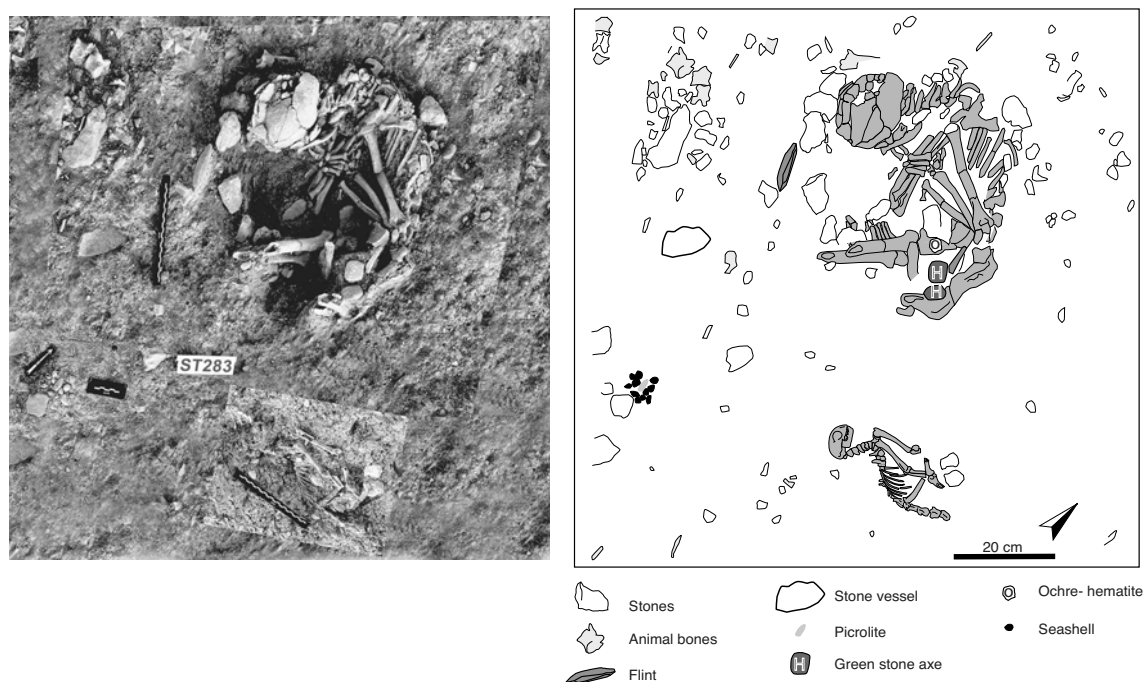 ST283
H
H
20 cm
Stones
Animal bones
Flint
Stone vessel
Picrolite
H
Green stone axe
Ochre- hematite
Seashell